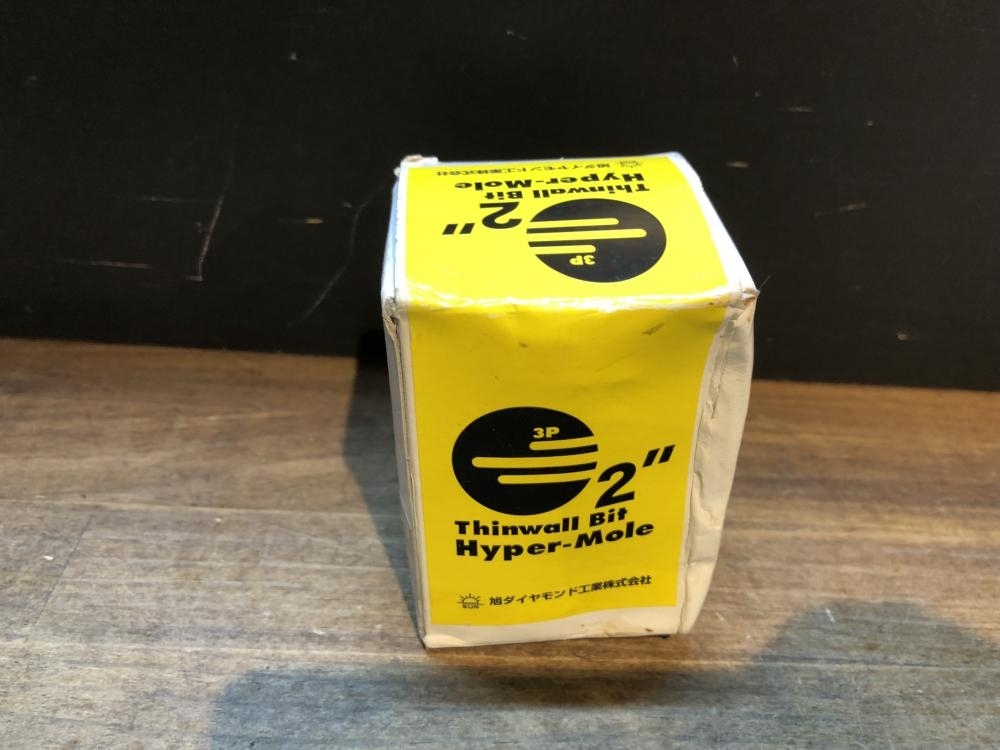 旭ダイヤモンド工業株式会社
Thinwall Bit
Hyper-Mole
2"
3P
3P
2"
Thinwall Bit
Hyper-Mole
SUN 旭ダイヤモンド工業株式会社